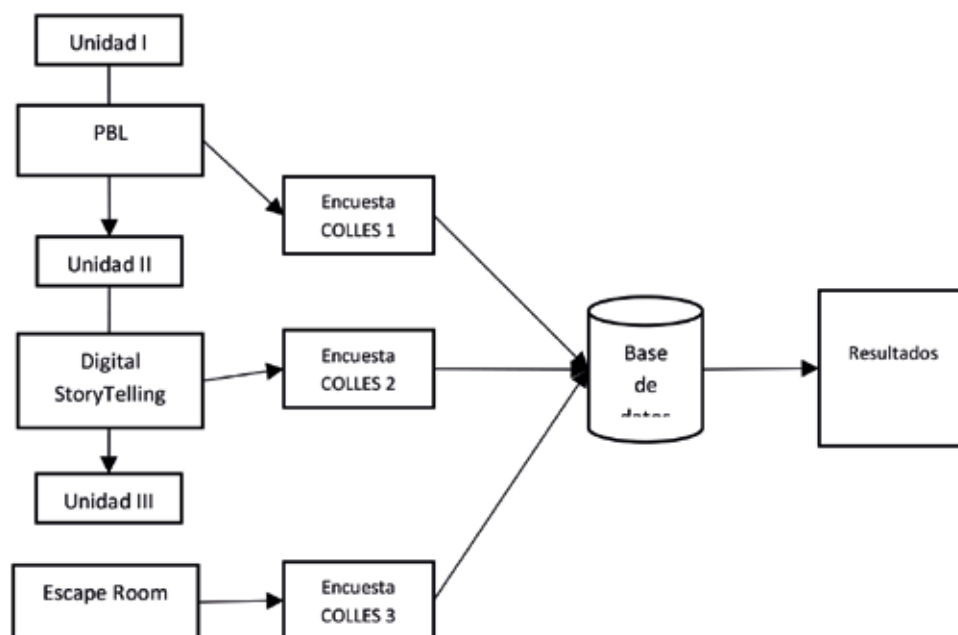 Unidad I
PBL
Encuesta
COLLES 1
Unidad II
Digital
StoryTelling
Encuesta
COLLES 2
Base
de
datos
Resultados
Unidad III
Escape Room
Encuesta
COLLES 3